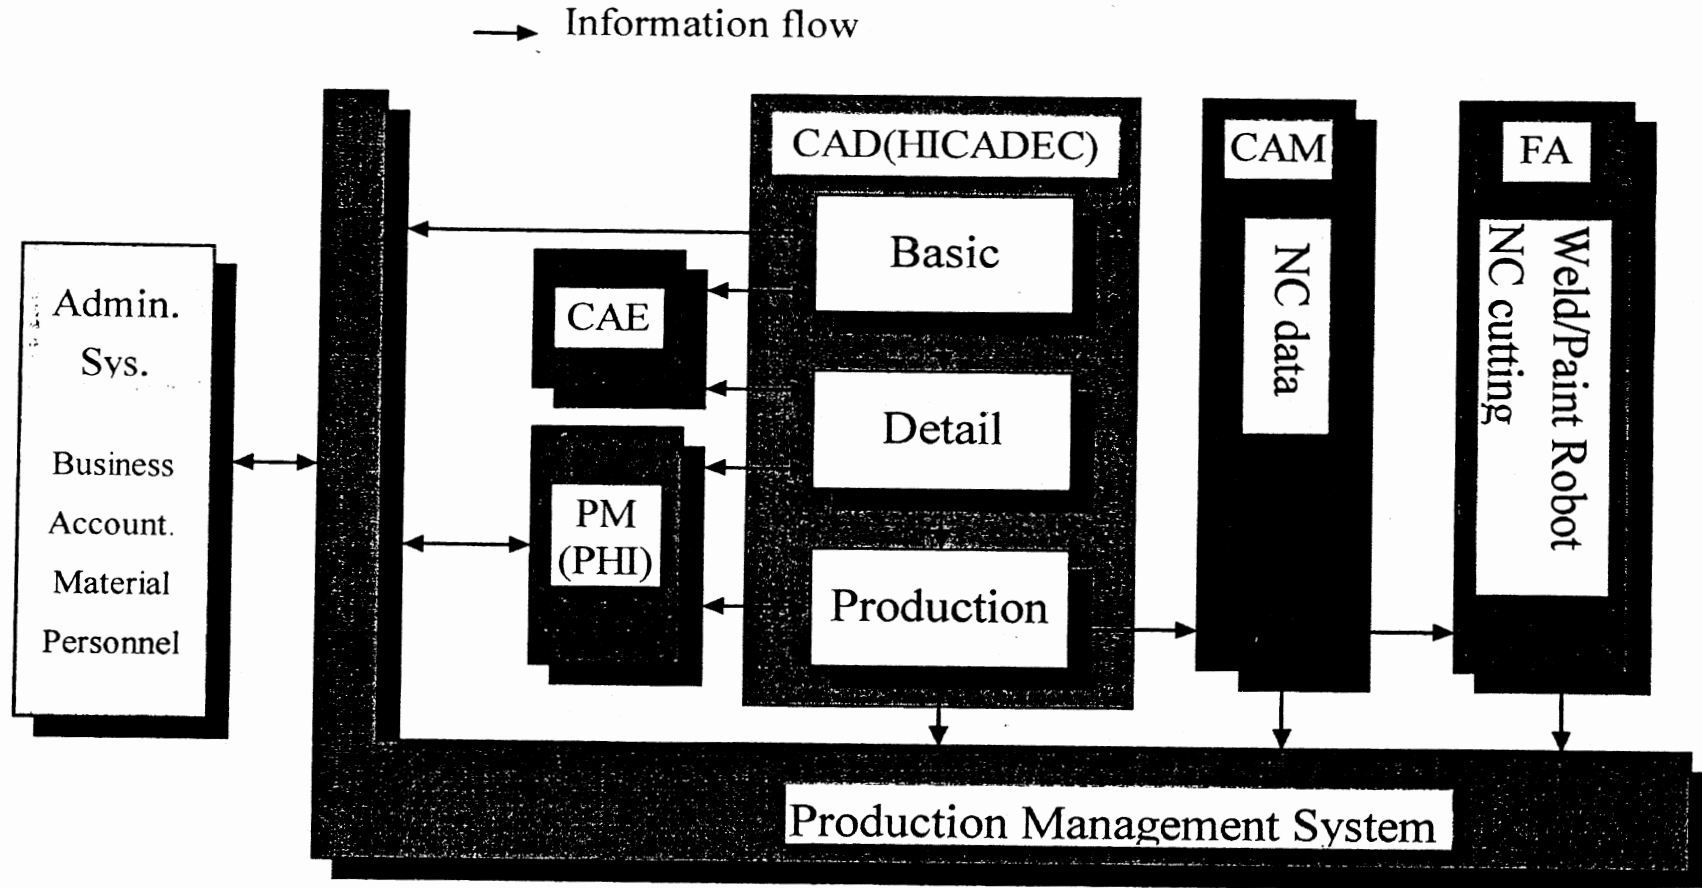 Information flow
Admin.
Sys.
Business
Account.
Material
Personnel
CAE
PM
(PHI)
CAD(HICADEC)
Basic
Detail
Production
CAM
NC data
FA
Weld/Paint Robot
NC cutting
Production Management System